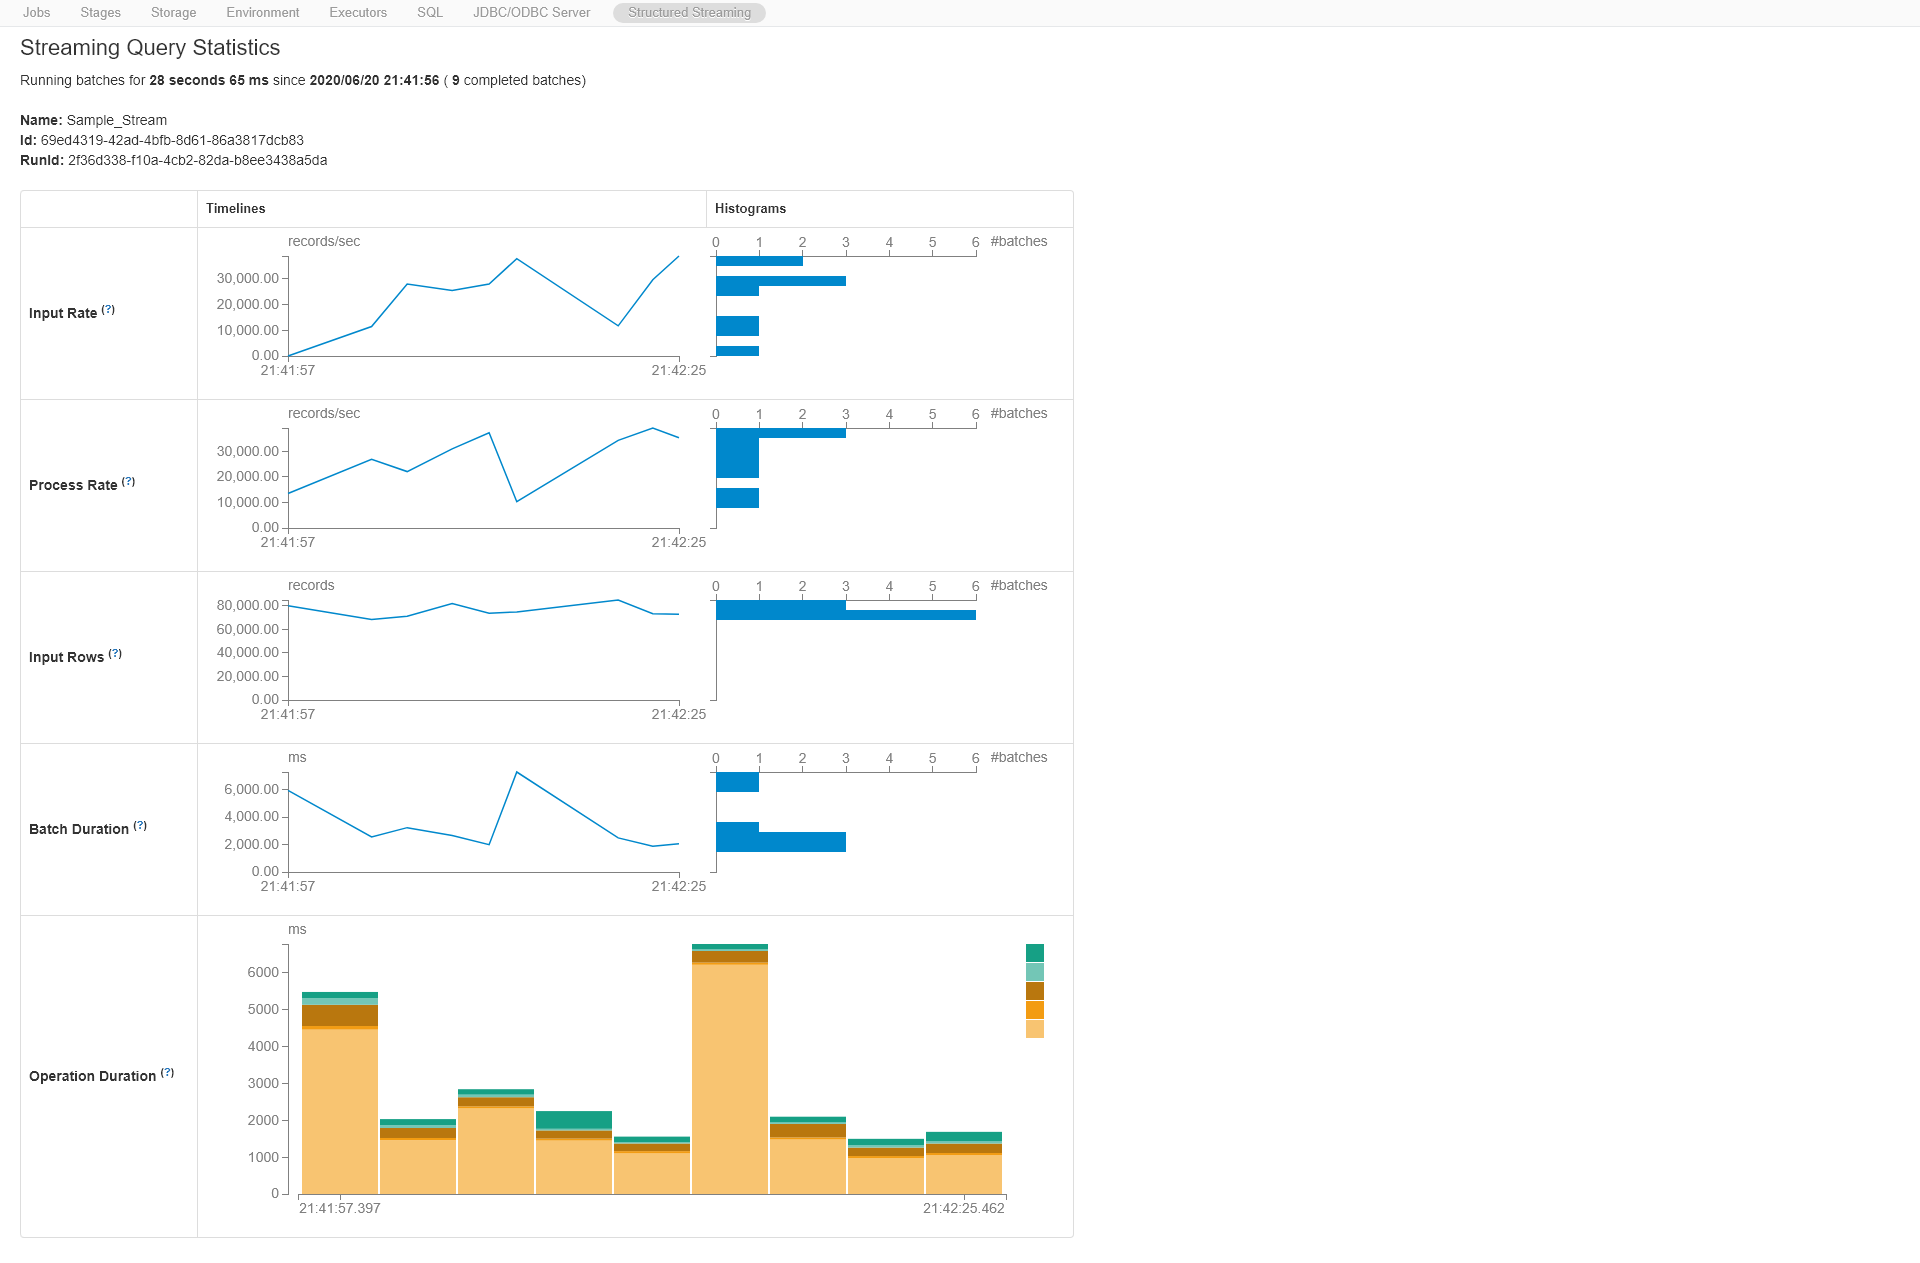 Jobs Stages Storage Environment Executors SQL JDBC/ODBC Server Structured Streaming
Streaming Query Statistics
Running batches for 28 seconds 65 ms since 2020/06/20 21:41:56 ( 9 completed batches)
Name: Sample_Stream
Id: 69ed4319-42ad-4bfb-8d61-86a3817dcb83
RunId: 2f36d338-f10a-4cb2-82da-b8ee3438a5da
Timelines Histograms
Input Rate (?)
records/sec
30,000.00
20,000.00
10,000.00
0.00
21:41:57 21:42:25
0 1 2 3 4 5 6 #batches
Process Rate (?)
records/sec
30,000.00
20,000.00
10,000.00
0.00
21:41:57 21:42:25
0 1 2 3 4 5 6 #batches
Input Rows (?)
records
80,000.00
60,000.00
40,000.00
20,000.00
0.00
21:41:57 21:42:25
0 1 2 3 4 5 6 #batches
Batch Duration (?)
ms
6,000.00
4,000.00
2,000.00
0.00
21:41:57 21:42:25
0 1 2 3 4 5 6 #batches
Operation Duration (?)
ms
6000
5000
4000
3000
2000
1000
0
21:41:57.397 21:42:25.462